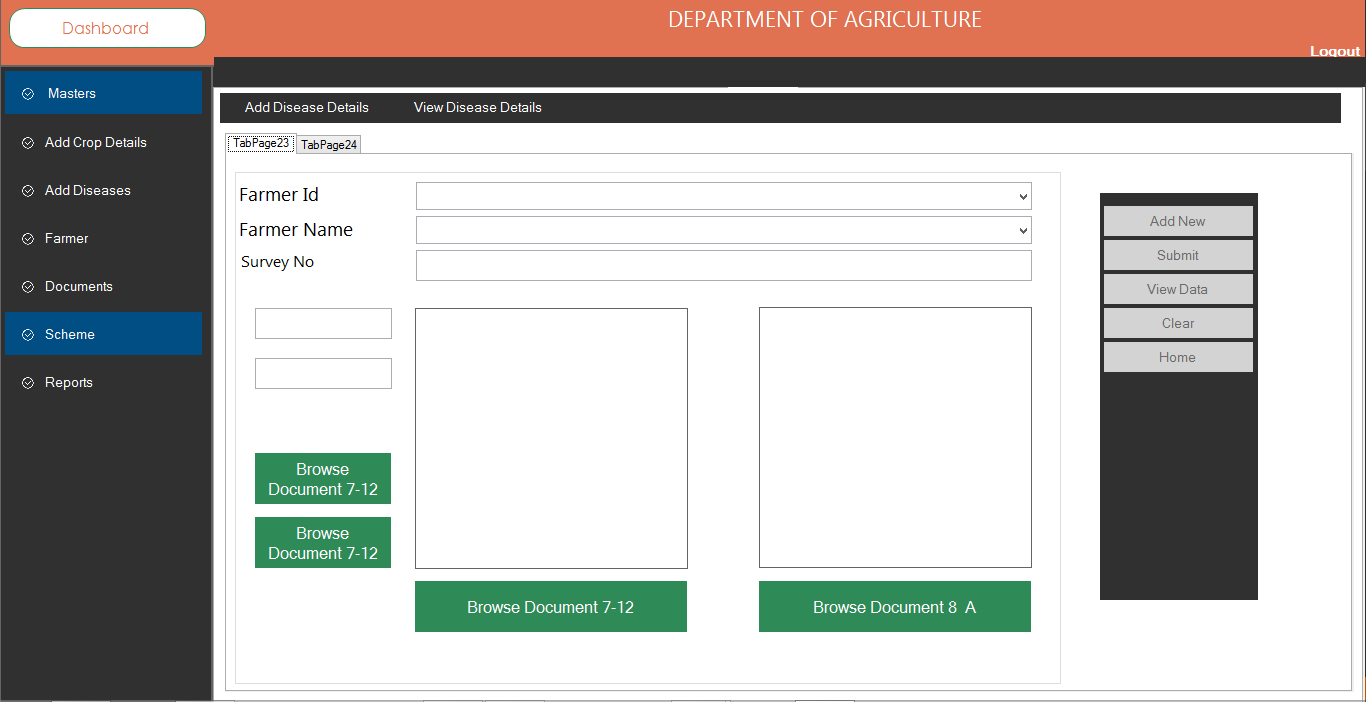 Dashboard
DEPARTMENT OF AGRICULTURE
Logout
Masters
Add Crop Details
Add Diseases
Farmer
Documents
Scheme
Reports
Add Disease Details
View Disease Details
TabPage23
TabPage24
Farmer Id
Farmer Name
Survey No
Browse
Document 7-12
Browse
Document 7-12
Browse Document 7-12
Browse Document 8  A
Add New
Submit
View Data
Clear
Home